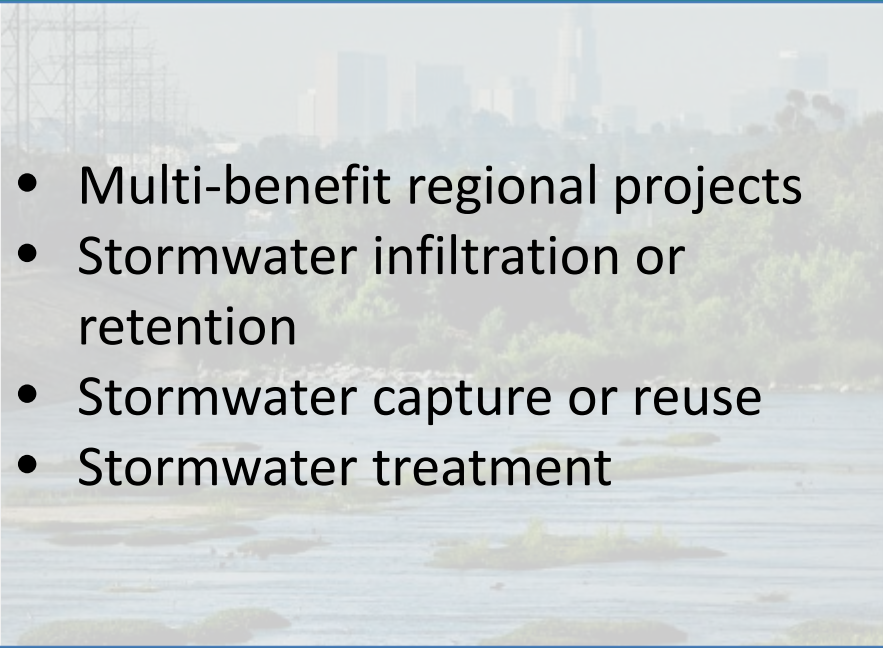 • Multi-benefit regional projects
• Stormwater infiltration or
retention
• Stormwater capture or reuse
• Stormwater treatment